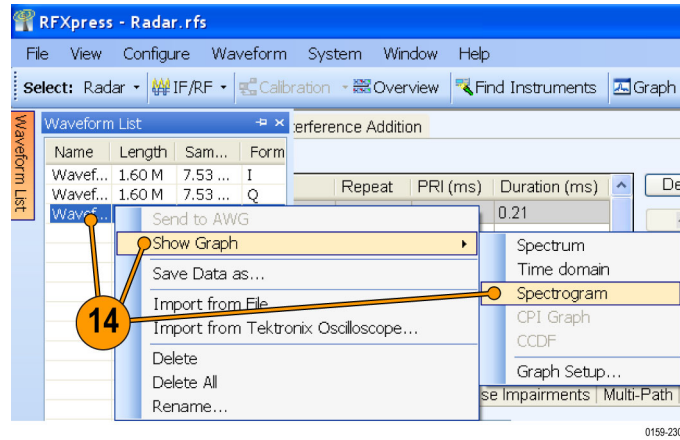 RFXpress - Radar.rfs
File View Configure Waveform System Window Help
Select: Radar IF/RF Calibration Overview Find Instruments Graph
Waveform List
Waveform List
erference Addition
Name Length Sam... Form
Repeat PRI (ms) Duration (ms) De
Wavef... 1.60 M 7.53 ... I
Wavef... 1.60 M 7.53 ... Q
Wavef...
0.21
Send to AWG
Show Graph
Save Data as...
Import from File
Import from Tektronix Oscilloscope...
Delete
Delete All
Rename...
Spectrum
Time domain
Spectrogram
CPI Graph
CCDF
Graph Setup...
14
se Impairments Multi-Path
0159-230